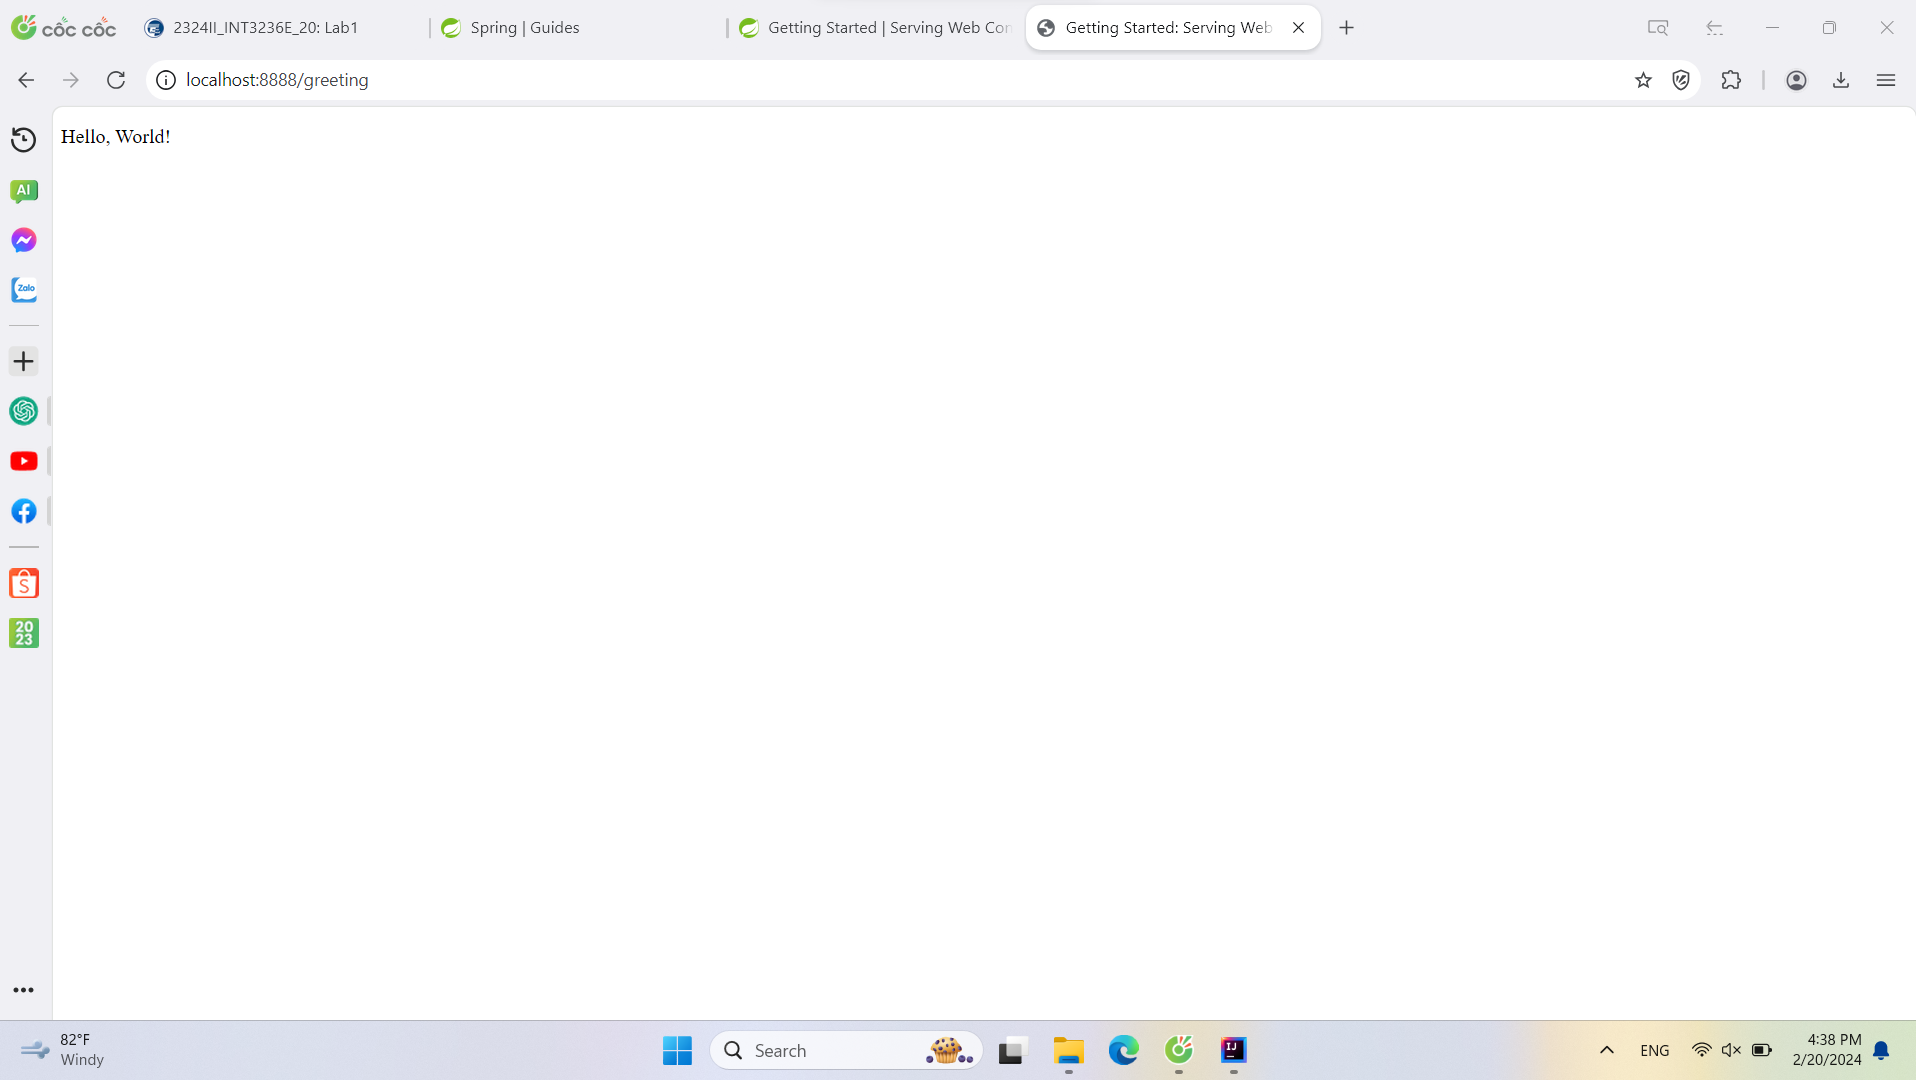 cốc cốc
2324II_INT3236E_20: Lab1
Spring | Guides
Getting Started | Serving Web Con
Getting Started: Serving Web
localhost:8888/greeting
Hello, World!
AI
Zalo
S
20
23
82°F
Windy
Search
IJ
ENG
4:38 PM
2/20/2024